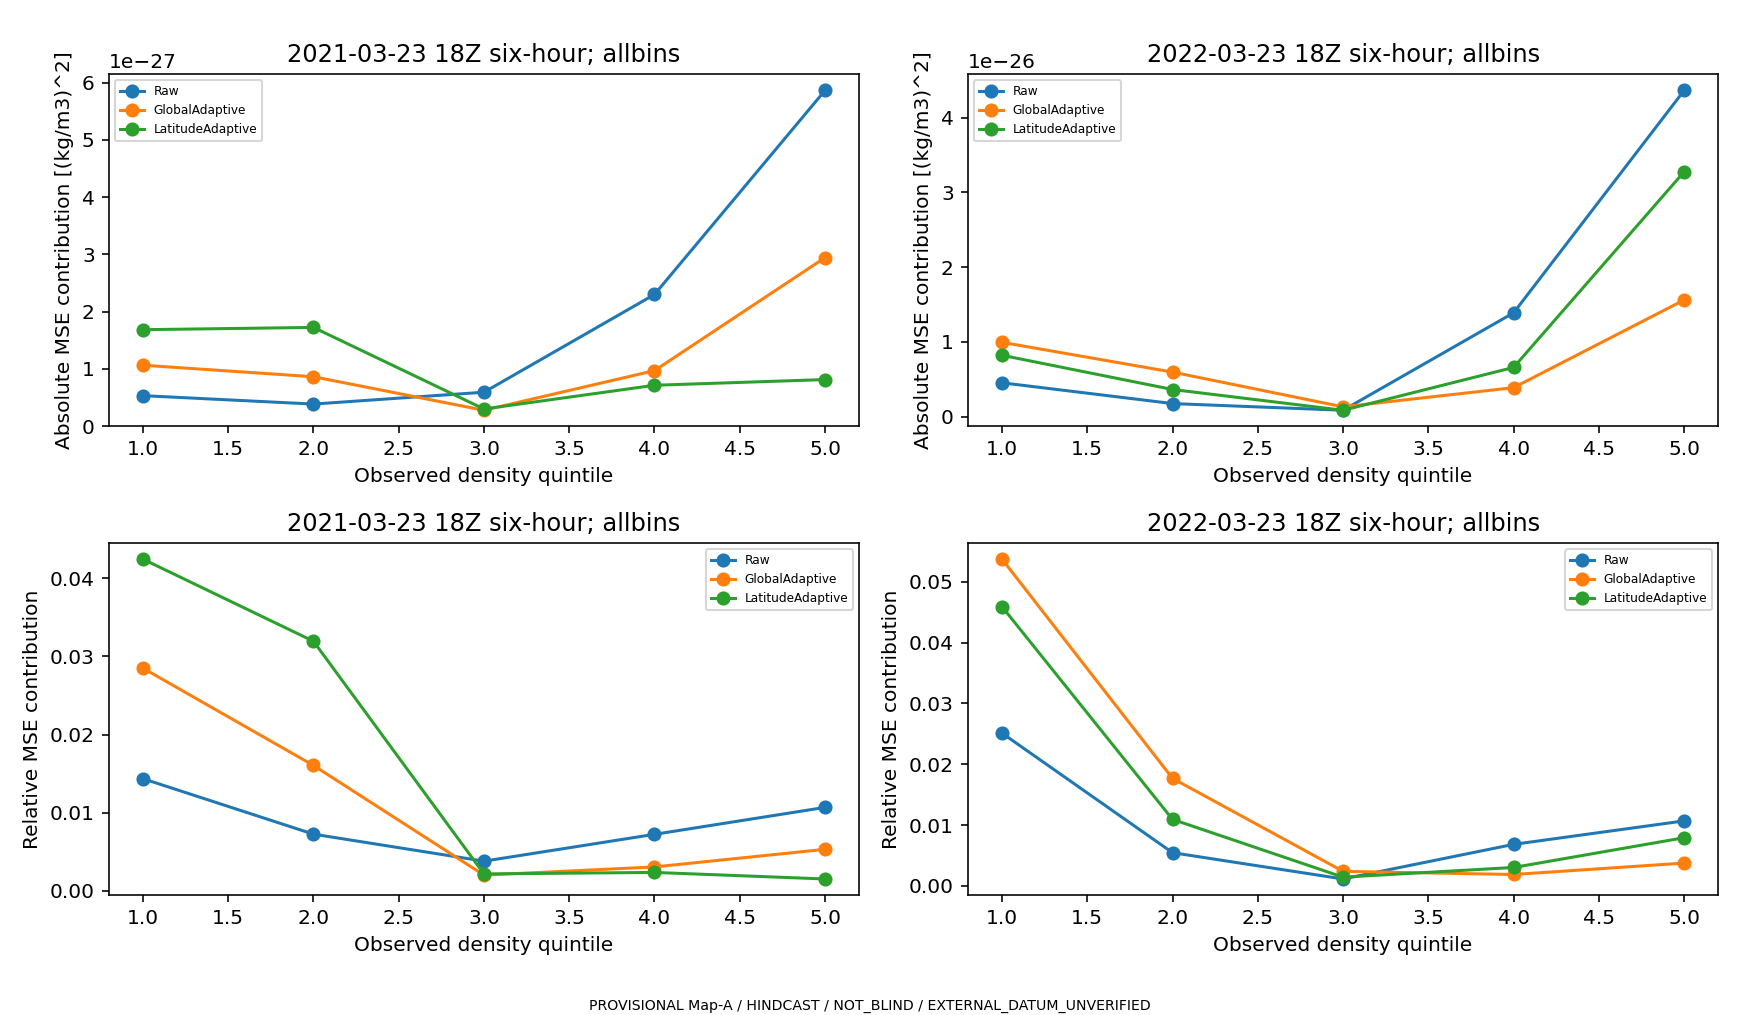 2021-03-23 18Z six-hour; allbins
1e−27
Absolute MSE contribution [(kg/m3)^2]
6
5
4
3
2
1
0
Raw
GlobalAdaptive
LatitudeAdaptive
1.0 1.5 2.0 2.5 3.0 3.5 4.0 4.5 5.0
Observed density quintile
2022-03-23 18Z six-hour; allbins
1e−26
Absolute MSE contribution [(kg/m3)^2]
4
3
2
1
0
Raw
GlobalAdaptive
LatitudeAdaptive
1.0 1.5 2.0 2.5 3.0 3.5 4.0 4.5 5.0
Observed density quintile
2021-03-23 18Z six-hour; allbins
Relative MSE contribution
0.04
0.03
0.02
0.01
0.00
Raw
GlobalAdaptive
LatitudeAdaptive
1.0 1.5 2.0 2.5 3.0 3.5 4.0 4.5 5.0
Observed density quintile
2022-03-23 18Z six-hour; allbins
Relative MSE contribution
0.05
0.04
0.03
0.02
0.01
0.00
Raw
GlobalAdaptive
LatitudeAdaptive
1.0 1.5 2.0 2.5 3.0 3.5 4.0 4.5 5.0
Observed density quintile
PROVISIONAL Map-A / HINDCAST / NOT_BLIND / EXTERNAL_DATUM_UNVERIFIED